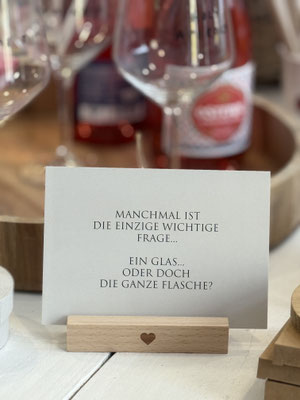 MANCHMAL IST
DIE EINZIGE WICHTIGE
FRAGE...
EIN GLAS...
ODER DOCH
DIE GANZE FLASCHE?